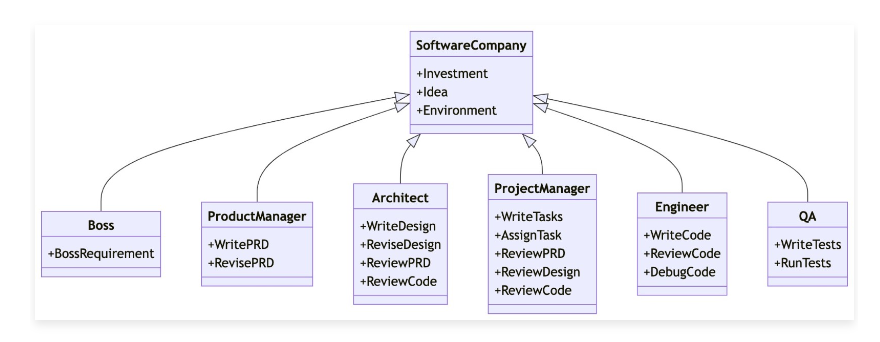 SoftwareCompany
+Investment
+Idea
+Environment
Boss
+BossRequirement
ProductManager
+WritePRD
+RevisePRD
Architect
+WriteDesign
+ReviseDesign
+ReviewPRD
+ReviewCode
ProjectManager
+WriteTasks
+AssignTask
+ReviewPRD
+ReviewDesign
+ReviewCode
Engineer
+WriteCode
+ReviewCode
+DebugCode
QA
+WriteTests
+RunTests